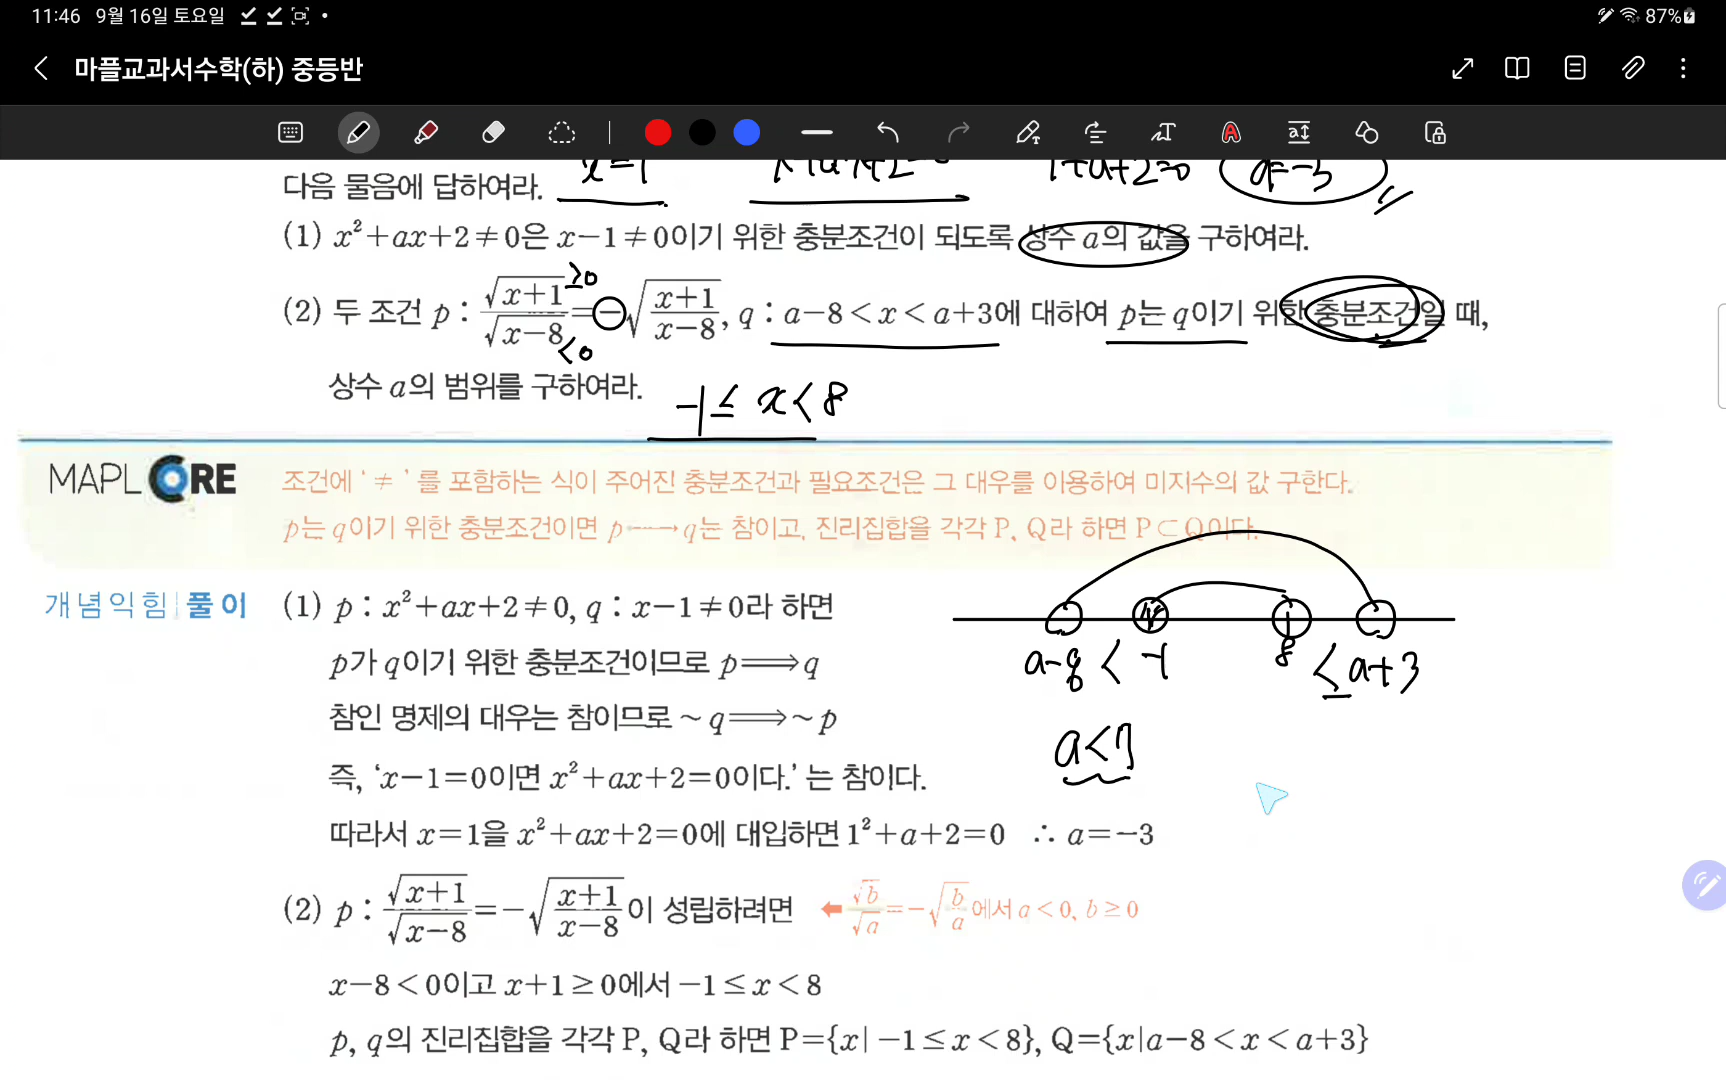 11:46 9월 16일 토요일
87%
마플교과서수학(하) 중등반
x=1
1+a+2=0 a=-3
다음 물음에 답하여라.
(1) x²+ax+2≠0은 x-1≠0이기 위한 충분조건이 되도록 상수 a의 값을 구하여라.
≥0
(2) 두 조건 p : √(x+1)/√(x-8) = -√((x+1)/(x-8)), q : a-8<x<a+3에 대하여 p는 q이기 위한 충분조건일 때,
<0
상수 a의 범위를 구하여라.
-1≤x<8
MAPL CORE
조건에 '≠'를 포함하는 식이 주어진 충분조건과 필요조건은 그 대우를 이용하여 미지수의 값 구한다.
p는 q이기 위한 충분조건이면 p→q는 참이고, 진리집합을 각각 P, Q라 하면 P⊂Q이다.
개념익힘|풀이
(1) p : x²+ax+2≠0, q : x-1≠0라 하면
p가 q이기 위한 충분조건이므로 p⟹q
a-8 < -1 8 ≤ a+3
참인 명제의 대우는 참이므로 ~q⟹~p
a<7
즉, 'x-1=0이면 x²+ax+2=0이다.' 는 참이다.
따라서 x=1을 x²+ax+2=0에 대입하면 1²+a+2=0 ∴ a=-3
(2) p : √(x+1)/√(x-8) = -√((x+1)/(x-8))이 성립하려면 ⬅ √b/√a = -√(b/a)에서 a<0, b≥0
x-8<0이고 x+1≥0에서 -1≤x<8
p, q의 진리집합을 각각 P, Q라 하면 P={x|-1≤x<8}, Q={x|a-8<x<a+3}